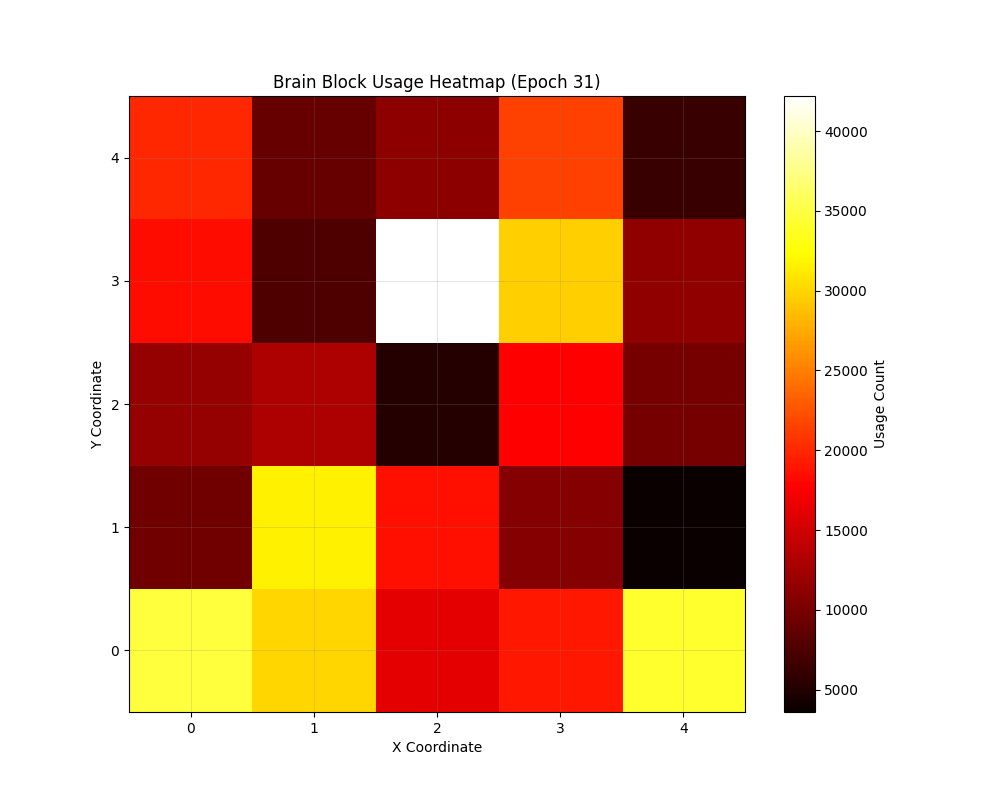 Brain Block Usage Heatmap (Epoch 31)
4
3
2
1
0
Y Coordinate
0 1 2 3 4
X Coordinate
40000
35000
30000
25000
20000
15000
10000
5000
Usage Count